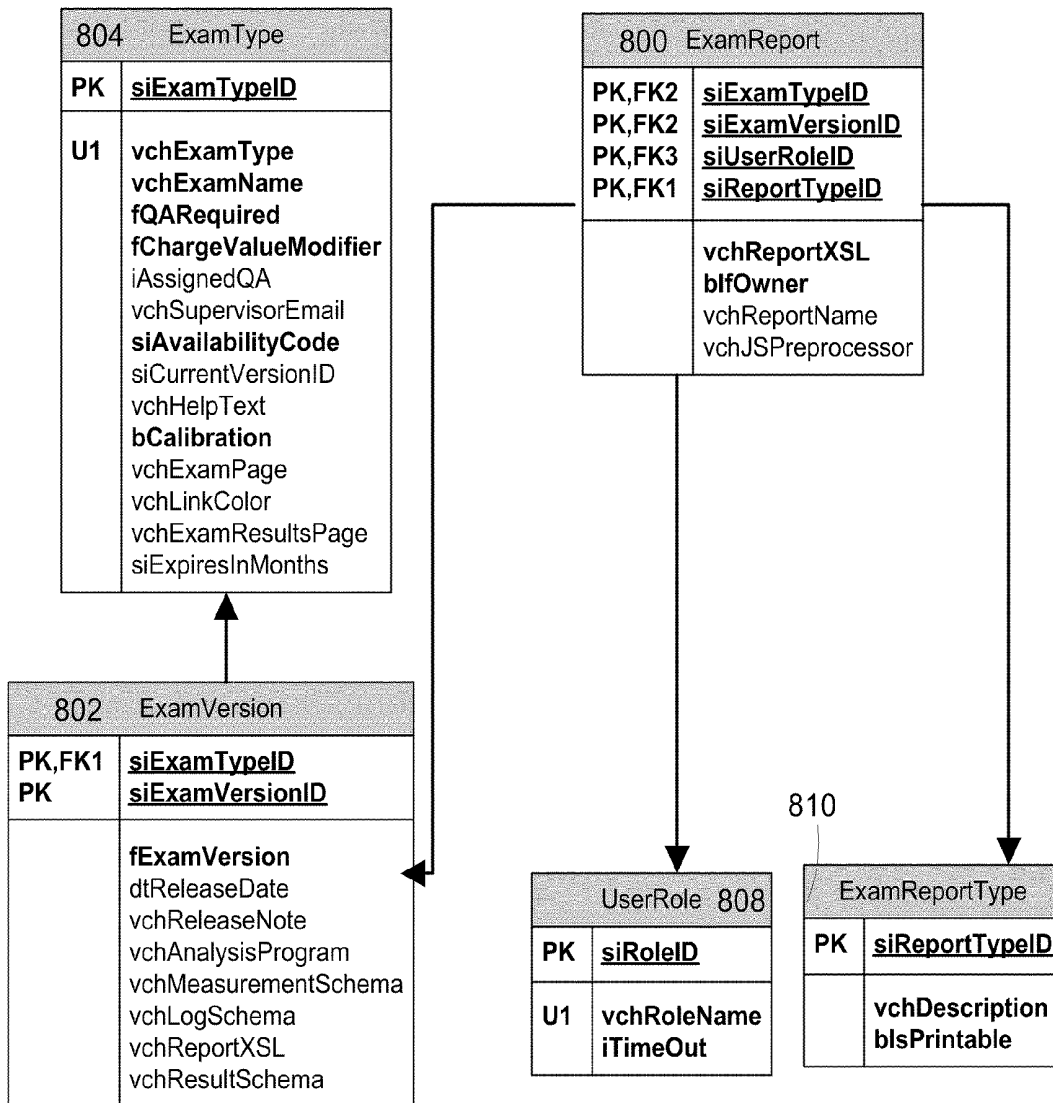 804 ExamType
PK siExamTypeID
U1 vchExamType
vchExamName
fQARequired
fChargeValueModifier
iAssignedQA
vchSupervisorEmail
siAvailabilityCode
siCurrentVersionID
vchHelpText
bCalibration
vchExamPage
vchLinkColor
vchExamResultsPage
siExpiresInMonths
800 ExamReport
PK,FK2 siExamTypeID
PK,FK2 siExamVersionID
PK,FK3 siUserRoleID
PK,FK1 siReportTypeID
vchReportXSL
bIfOwner
vchReportName
vchJSPreprocessor
802 ExamVersion
PK,FK1 siExamTypeID
PK siExamVersionID
fExamVersion
dtReleaseDate
vchReleaseNote
vchAnalysisProgram
vchMeasurementSchema
vchLogSchema
vchReportXSL
vchResultSchema
UserRole 808
PK siRoleID
U1 vchRoleName
iTimeOut
810
ExamReportType
PK siReportTypeID
vchDescription
bIsPrintable